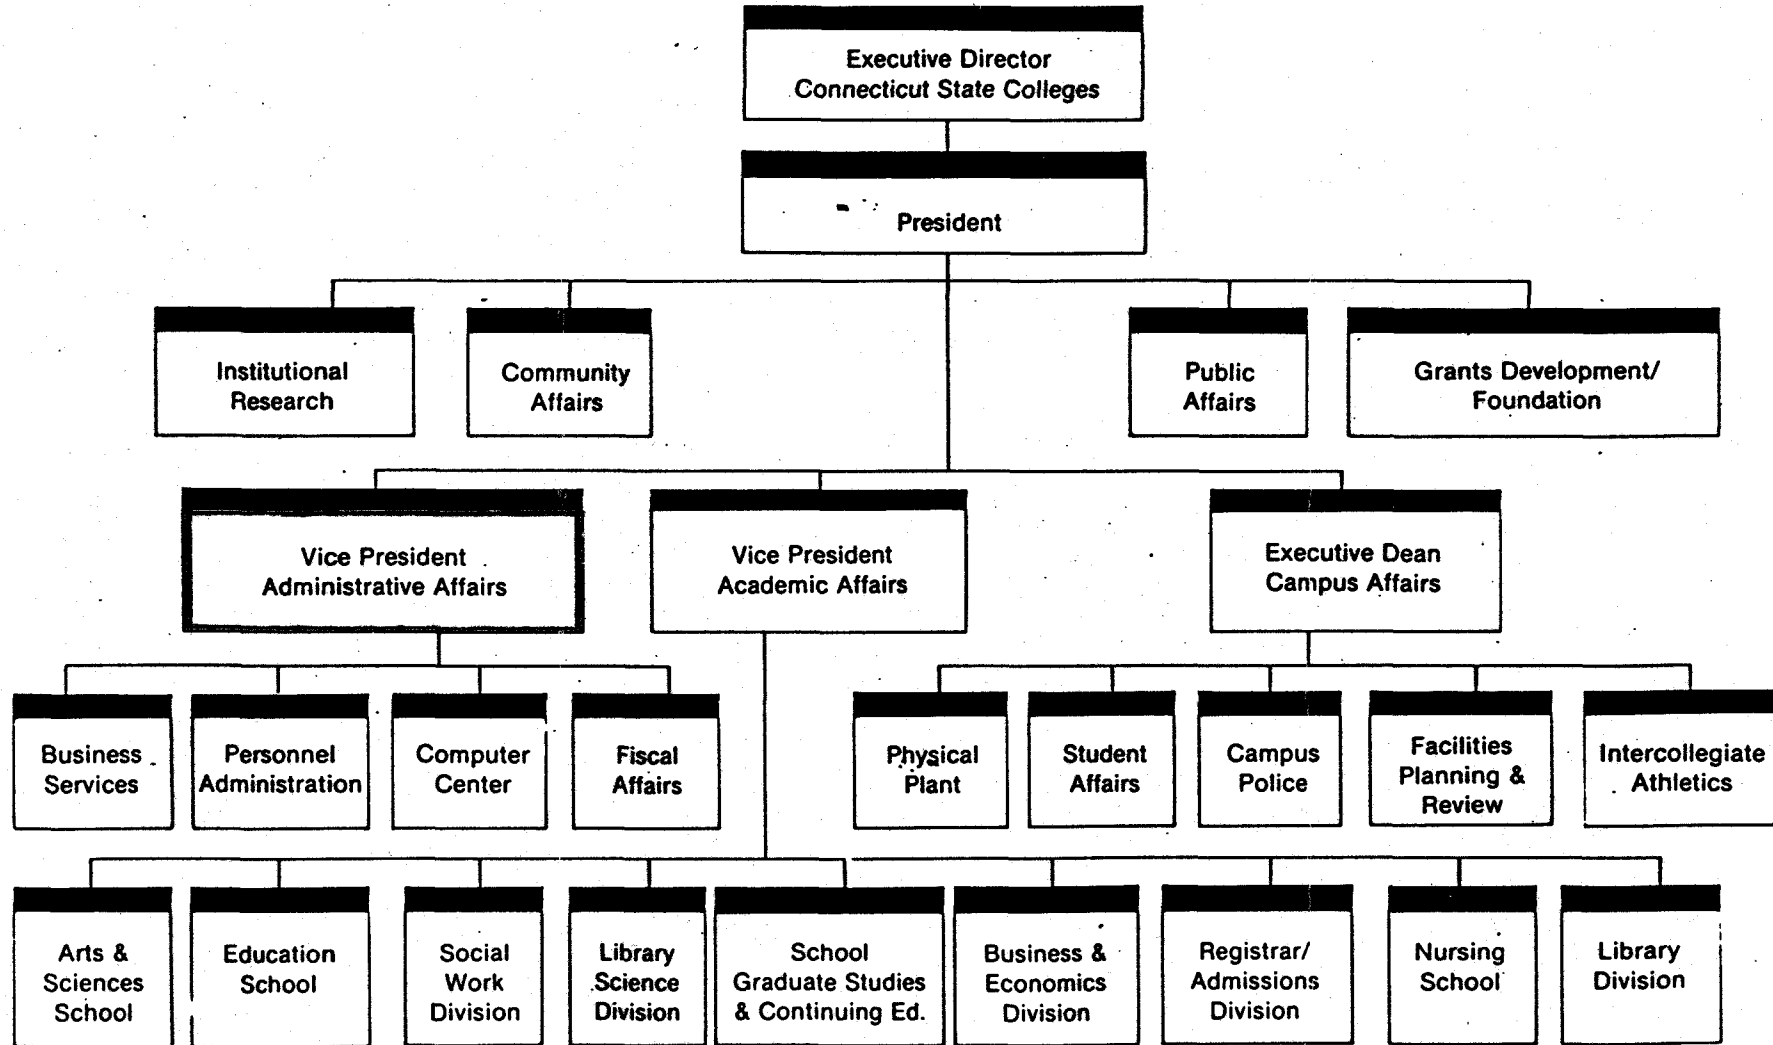 Executive Director
Connecticut State Colleges
President
Institutional
Research
Community
Affairs
Public
Affairs
Grants Development/
Foundation
Vice President
Administrative Affairs
Vice President
Academic Affairs
Executive Dean
Campus Affairs
Business
Services
Personnel
Administration
Computer
Center
Fiscal
Affairs
Physical
Plant
Student
Affairs
Campus
Police
Facilities
Planning &
Review
Intercollegiate
Athletics
Arts &
Sciences
School
Education
School
Social
Work
Division
Library
Science
Division
School
Graduate Studies
& Continuing Ed.
Business &
Economics
Division
Registrar/
Admissions
Division
Nursing
School
Library
Division